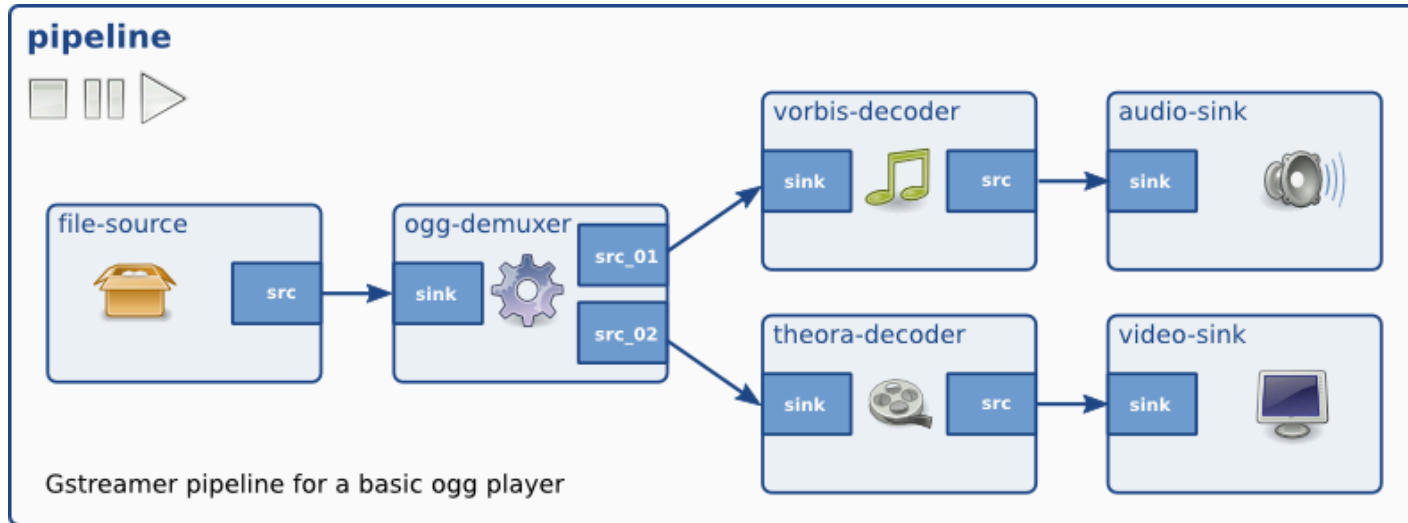 pipeline
file-source
src
ogg-demuxer
sink
src_01
src_02
vorbis-decoder
sink
src
audio-sink
sink
theora-decoder
sink
src
video-sink
sink
Gstreamer pipeline for a basic ogg player